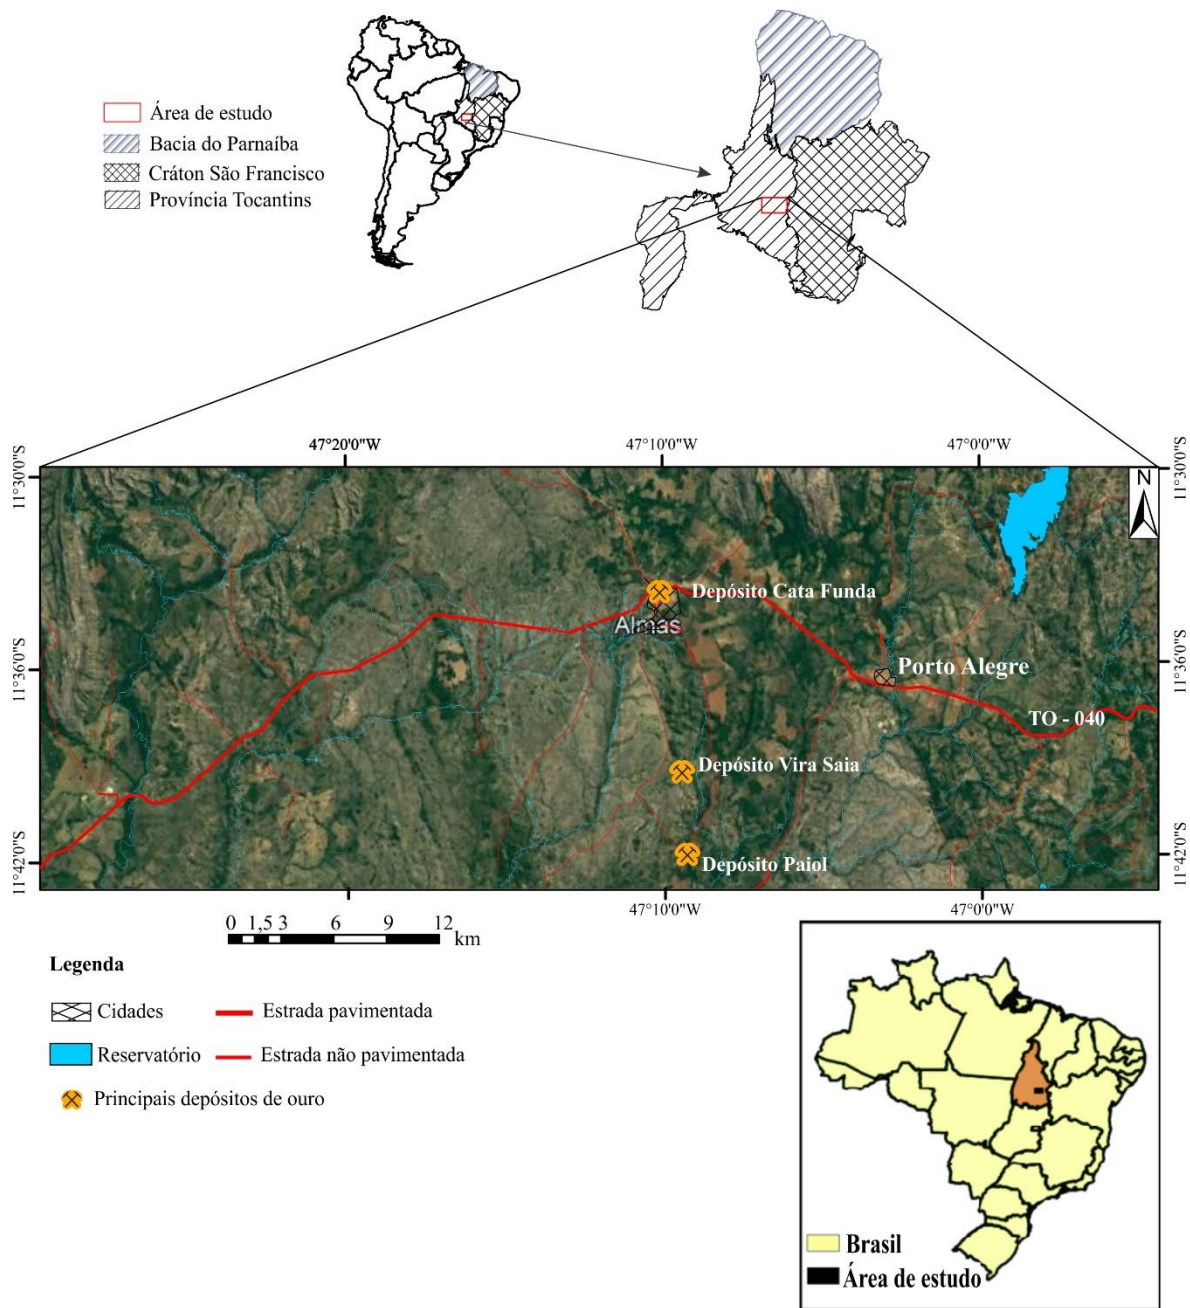 Área de estudo
Bacia do Parnaíba
Cráton São Francisco
Província Tocantins
47°20'0"W
47°10'0"W
47°0'0"W
11°30'0"S
11°30'0"S
N
Depósito Cata Funda
Almas
11°36'0"S
11°36'0"S
Porto Alegre
TO - 040
Depósito Vira Saia
Depósito Paiol
11°42'0"S
11°42'0"S
47°20'0"W
47°10'0"W
47°0'0"W
0 1,5 3 6 9 12
km
Legenda
Cidades
Estrada pavimentada
Reservatório
Estrada não pavimentada
Principais depósitos de ouro
Brasil
Área de estudo